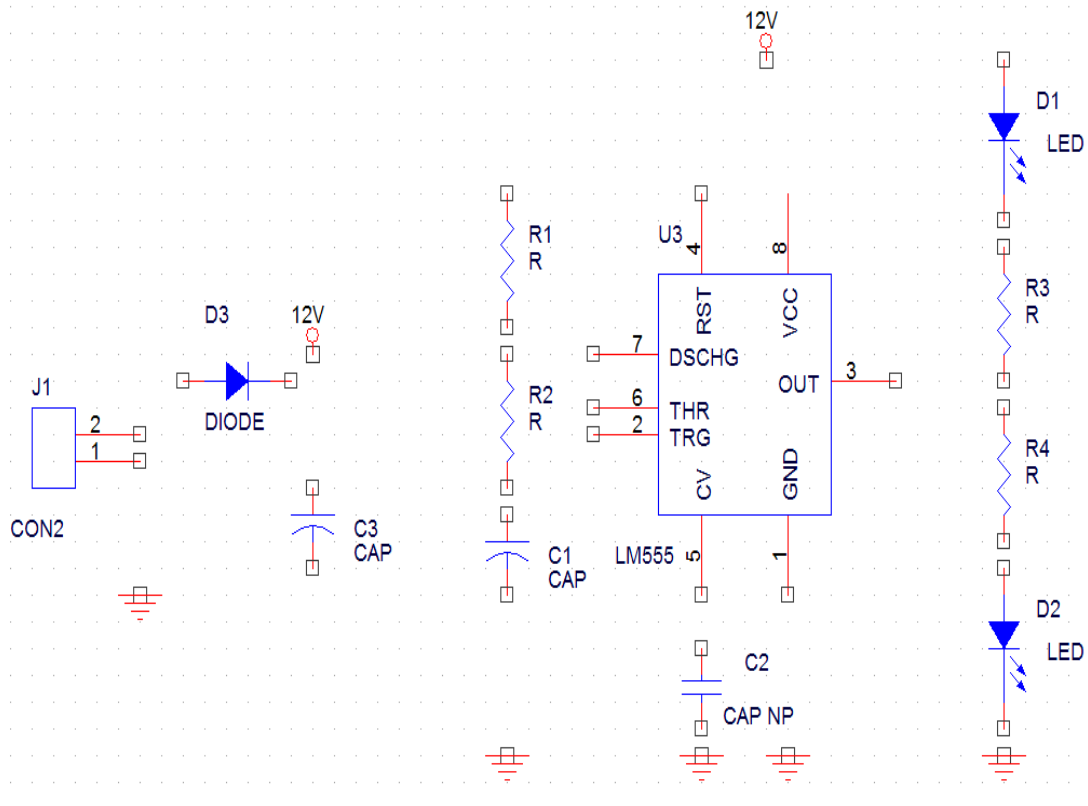 12V
D1
LED
R1
R
U3
4
8
RST
VCC
R3
R
D3
12V
7
DSCHG
OUT
3
J1
DIODE
R2
R
6
THR
2
TRG
2
1
R4
R
CV
GND
CON2
C3
CAP
C1
CAP
LM555
5
1
D2
LED
C2
CAP NP